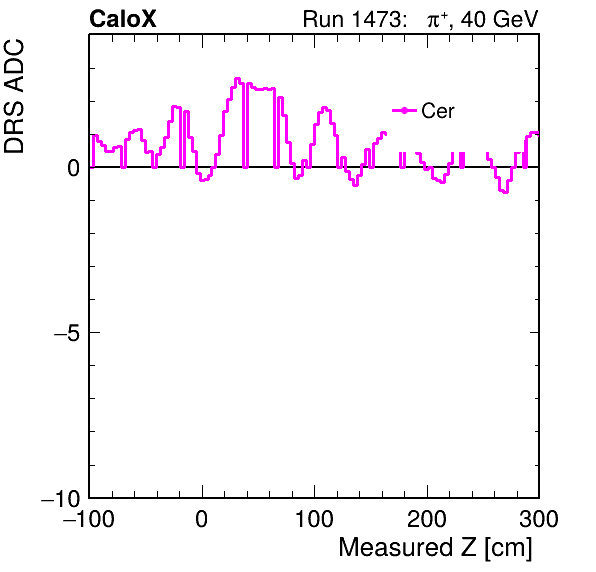 CaloX Run 1473: π⁺, 40 GeV
DRS ADC
Cer
0
−5
−10
−100 0 100 200 300
Measured Z [cm]